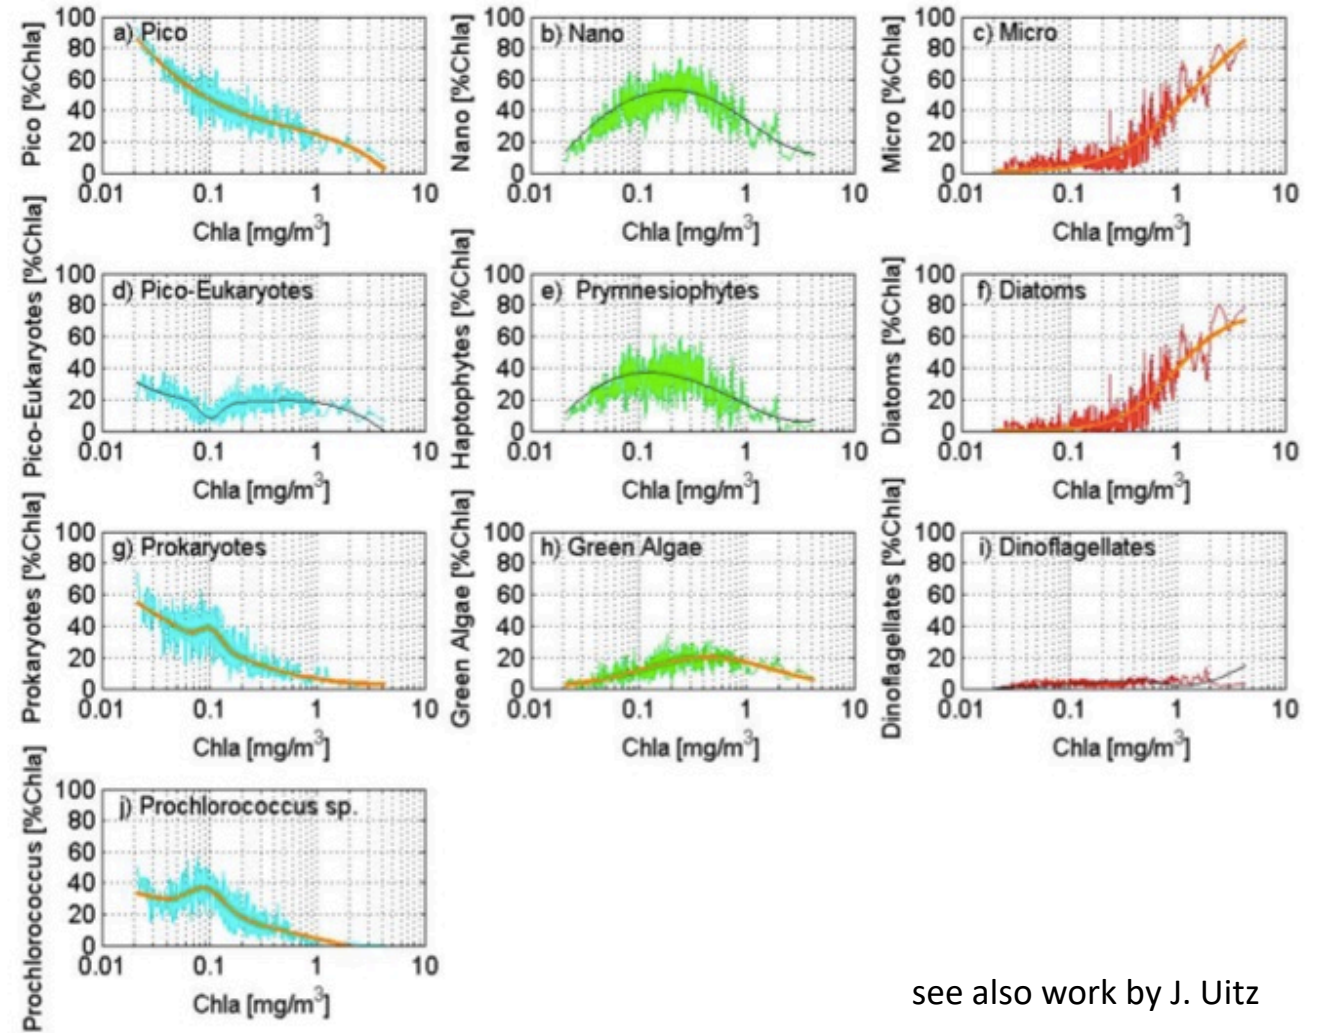 a) Pico
Pico [%Chla]
100
80
60
40
20
0
0.01 0.1 1 10
Chla [mg/m3]
b) Nano
Nano [%Chla]
100
80
60
40
20
0
0.01 0.1 1 10
Chla [mg/m3]
c) Micro
Micro [%Chla]
100
80
60
40
20
0
0.01 0.1 1 10
Chla [mg/m3]
d) Pico-Eukaryotes
Pico-Eukaryotes [%Chla]
100
80
60
40
20
0
0.01 0.1 1 10
Chla [mg/m3]
e) Prymnesiophytes
Haptophytes [%Chla]
100
80
60
40
20
0
0.01 0.1 1 10
Chla [mg/m3]
f) Diatoms
Diatoms [%Chla]
100
80
60
40
20
0
0.01 0.1 1 10
Chla [mg/m3]
g) Prokaryotes
Prokaryotes [%Chla]
100
80
60
40
20
0
0.01 0.1 1 10
Chla [mg/m3]
h) Green Algae
Green Algae [%Chla]
100
80
60
40
20
0
0.01 0.1 1 10
Chla [mg/m3]
i) Dinoflagellates
Dinoflagellates [%Chla]
100
80
60
40
20
0
0.01 0.1 1 10
Chla [mg/m3]
j) Prochlorococcus sp.
Prochlorococcus [%Chla]
100
80
60
40
20
0
0.01 0.1 1 10
Chla [mg/m3]
see also work by J. Uitz